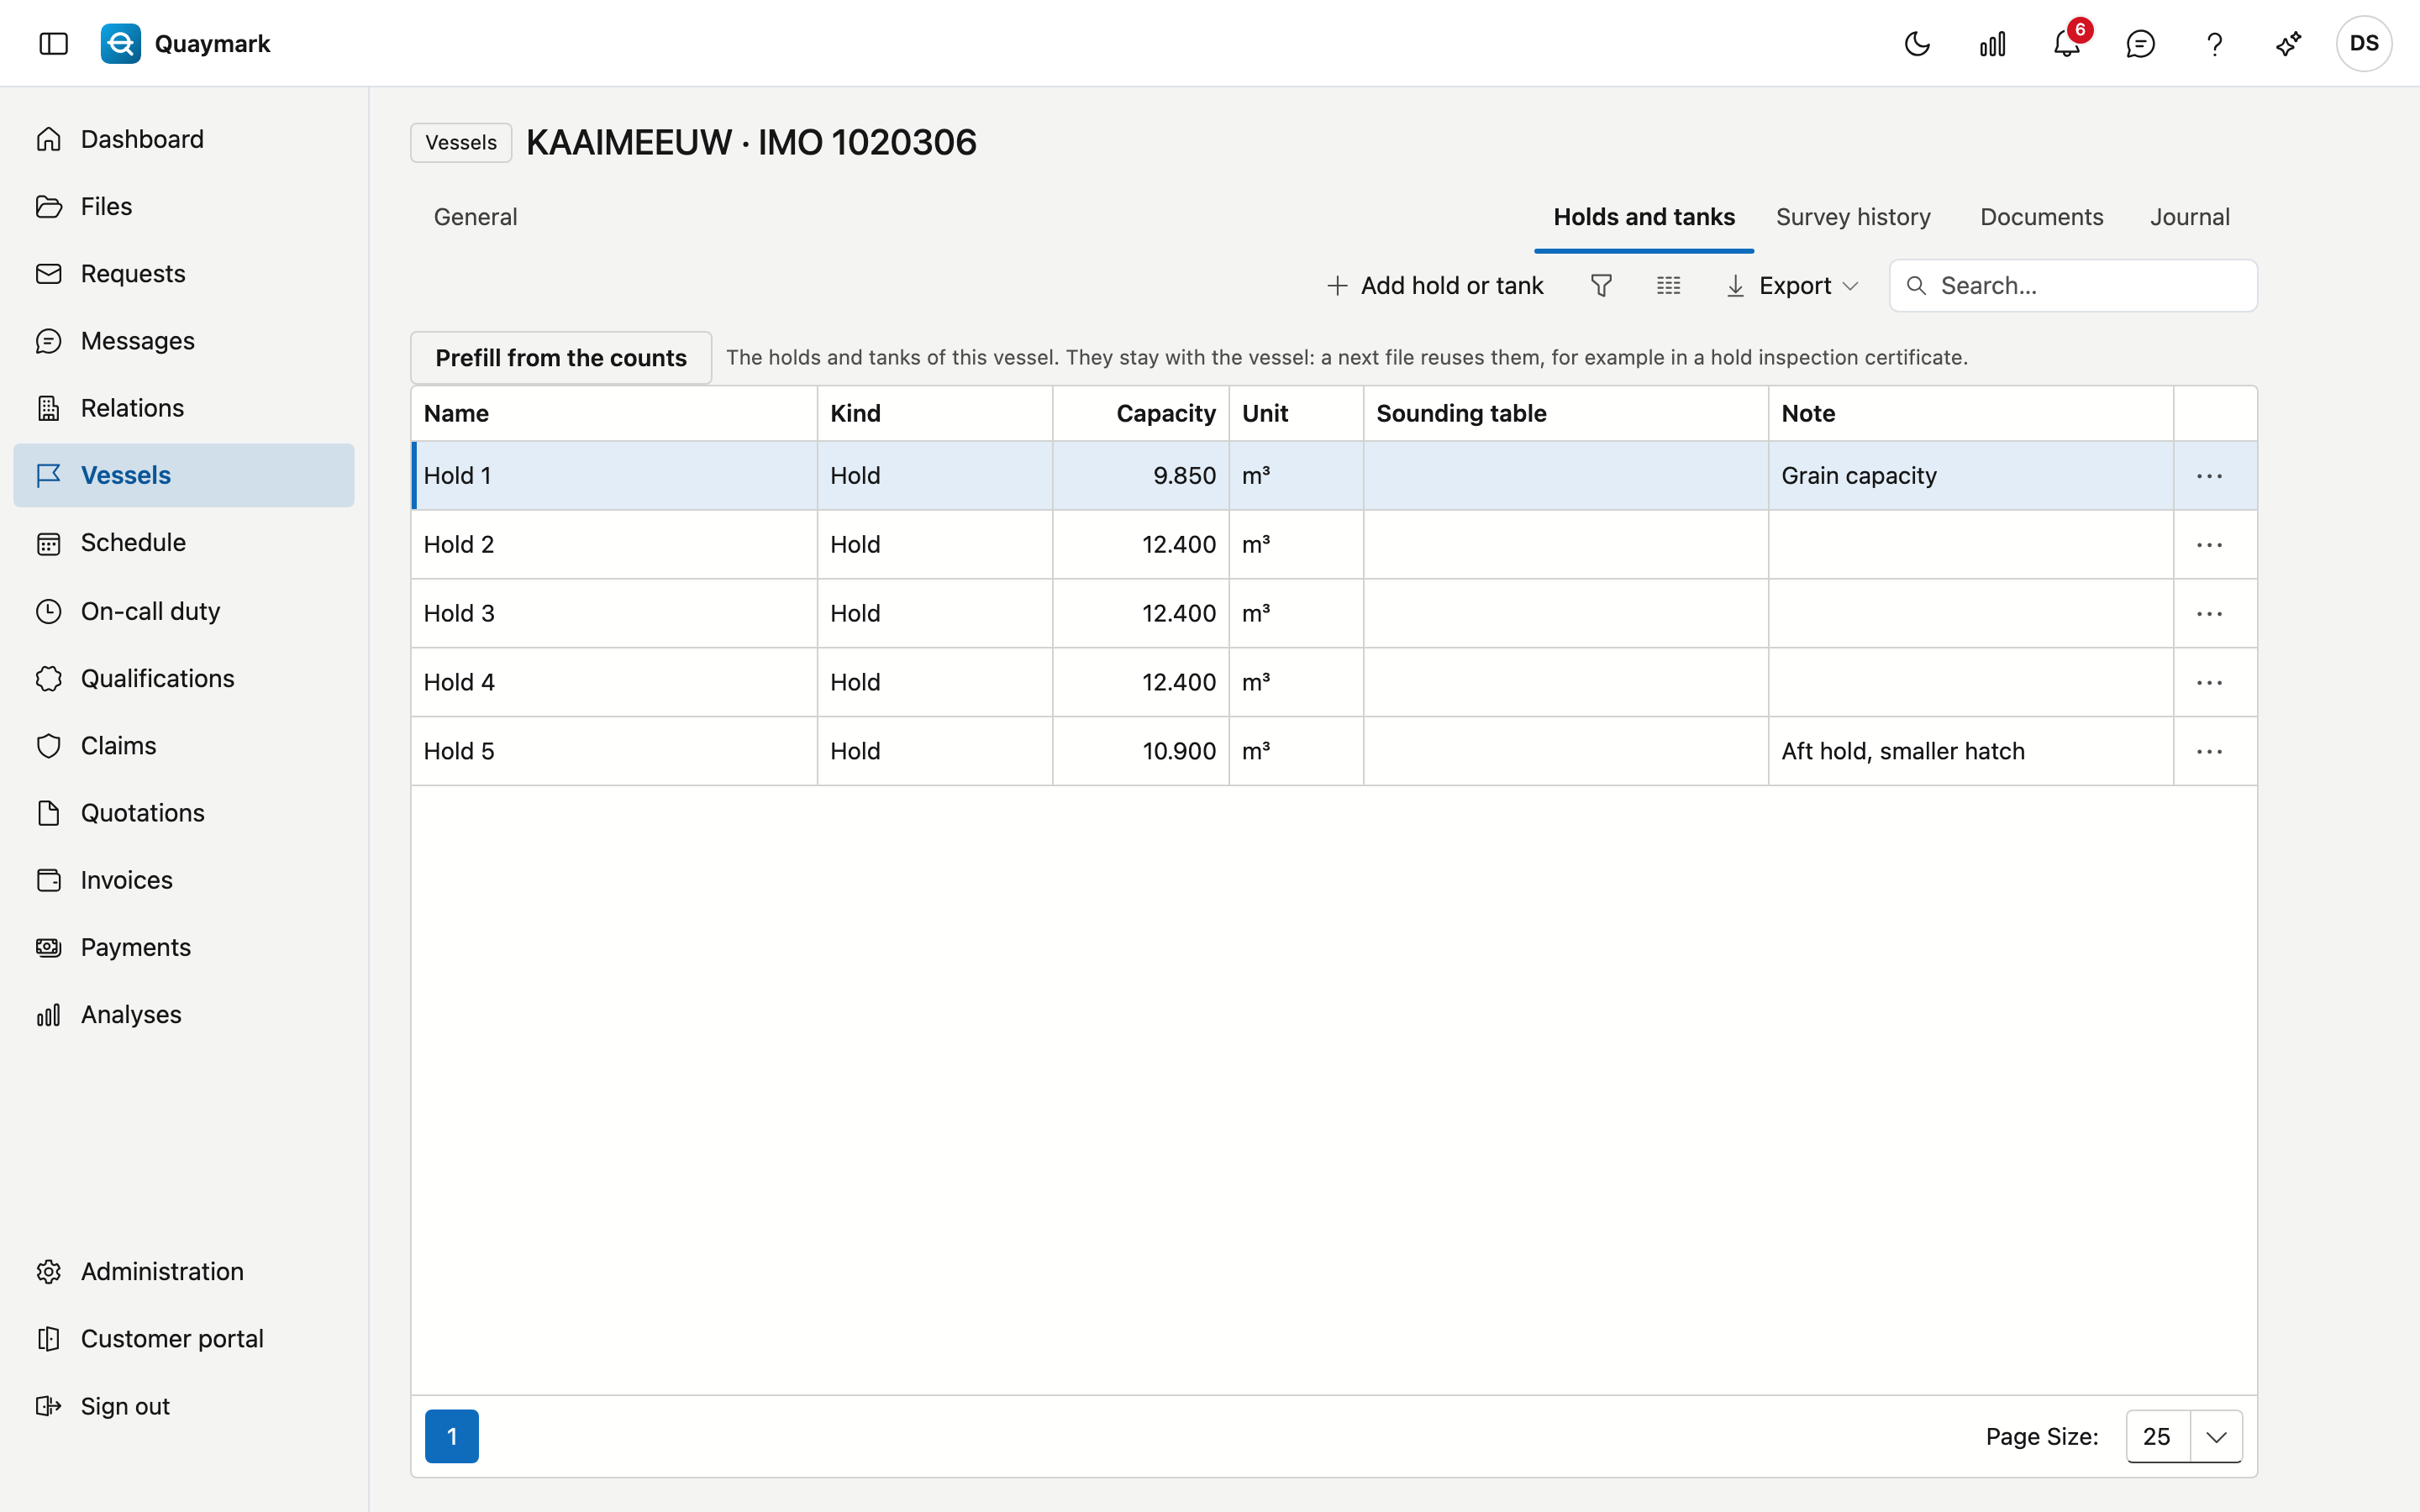 Quaymark
6
DS
Dashboard
Files
Requests
Messages
Relations
Vessels
Schedule
On-call duty
Qualifications
Claims
Quotations
Invoices
Payments
Analyses
Administration
Customer portal
Sign out
Vessels KAAIMEEUW · IMO 1020306
General Holds and tanks Survey history Documents Journal
Add hold or tank Export Search...
Prefill from the counts The holds and tanks of this vessel. They stay with the vessel: a next file reuses them, for example in a hold inspection certificate.
Name Kind Capacity Unit Sounding table Note
Hold 1 Hold 9.850 m³ Grain capacity
Hold 2 Hold 12.400 m³
Hold 3 Hold 12.400 m³
Hold 4 Hold 12.400 m³
Hold 5 Hold 10.900 m³ Aft hold, smaller hatch
1 Page Size: 25